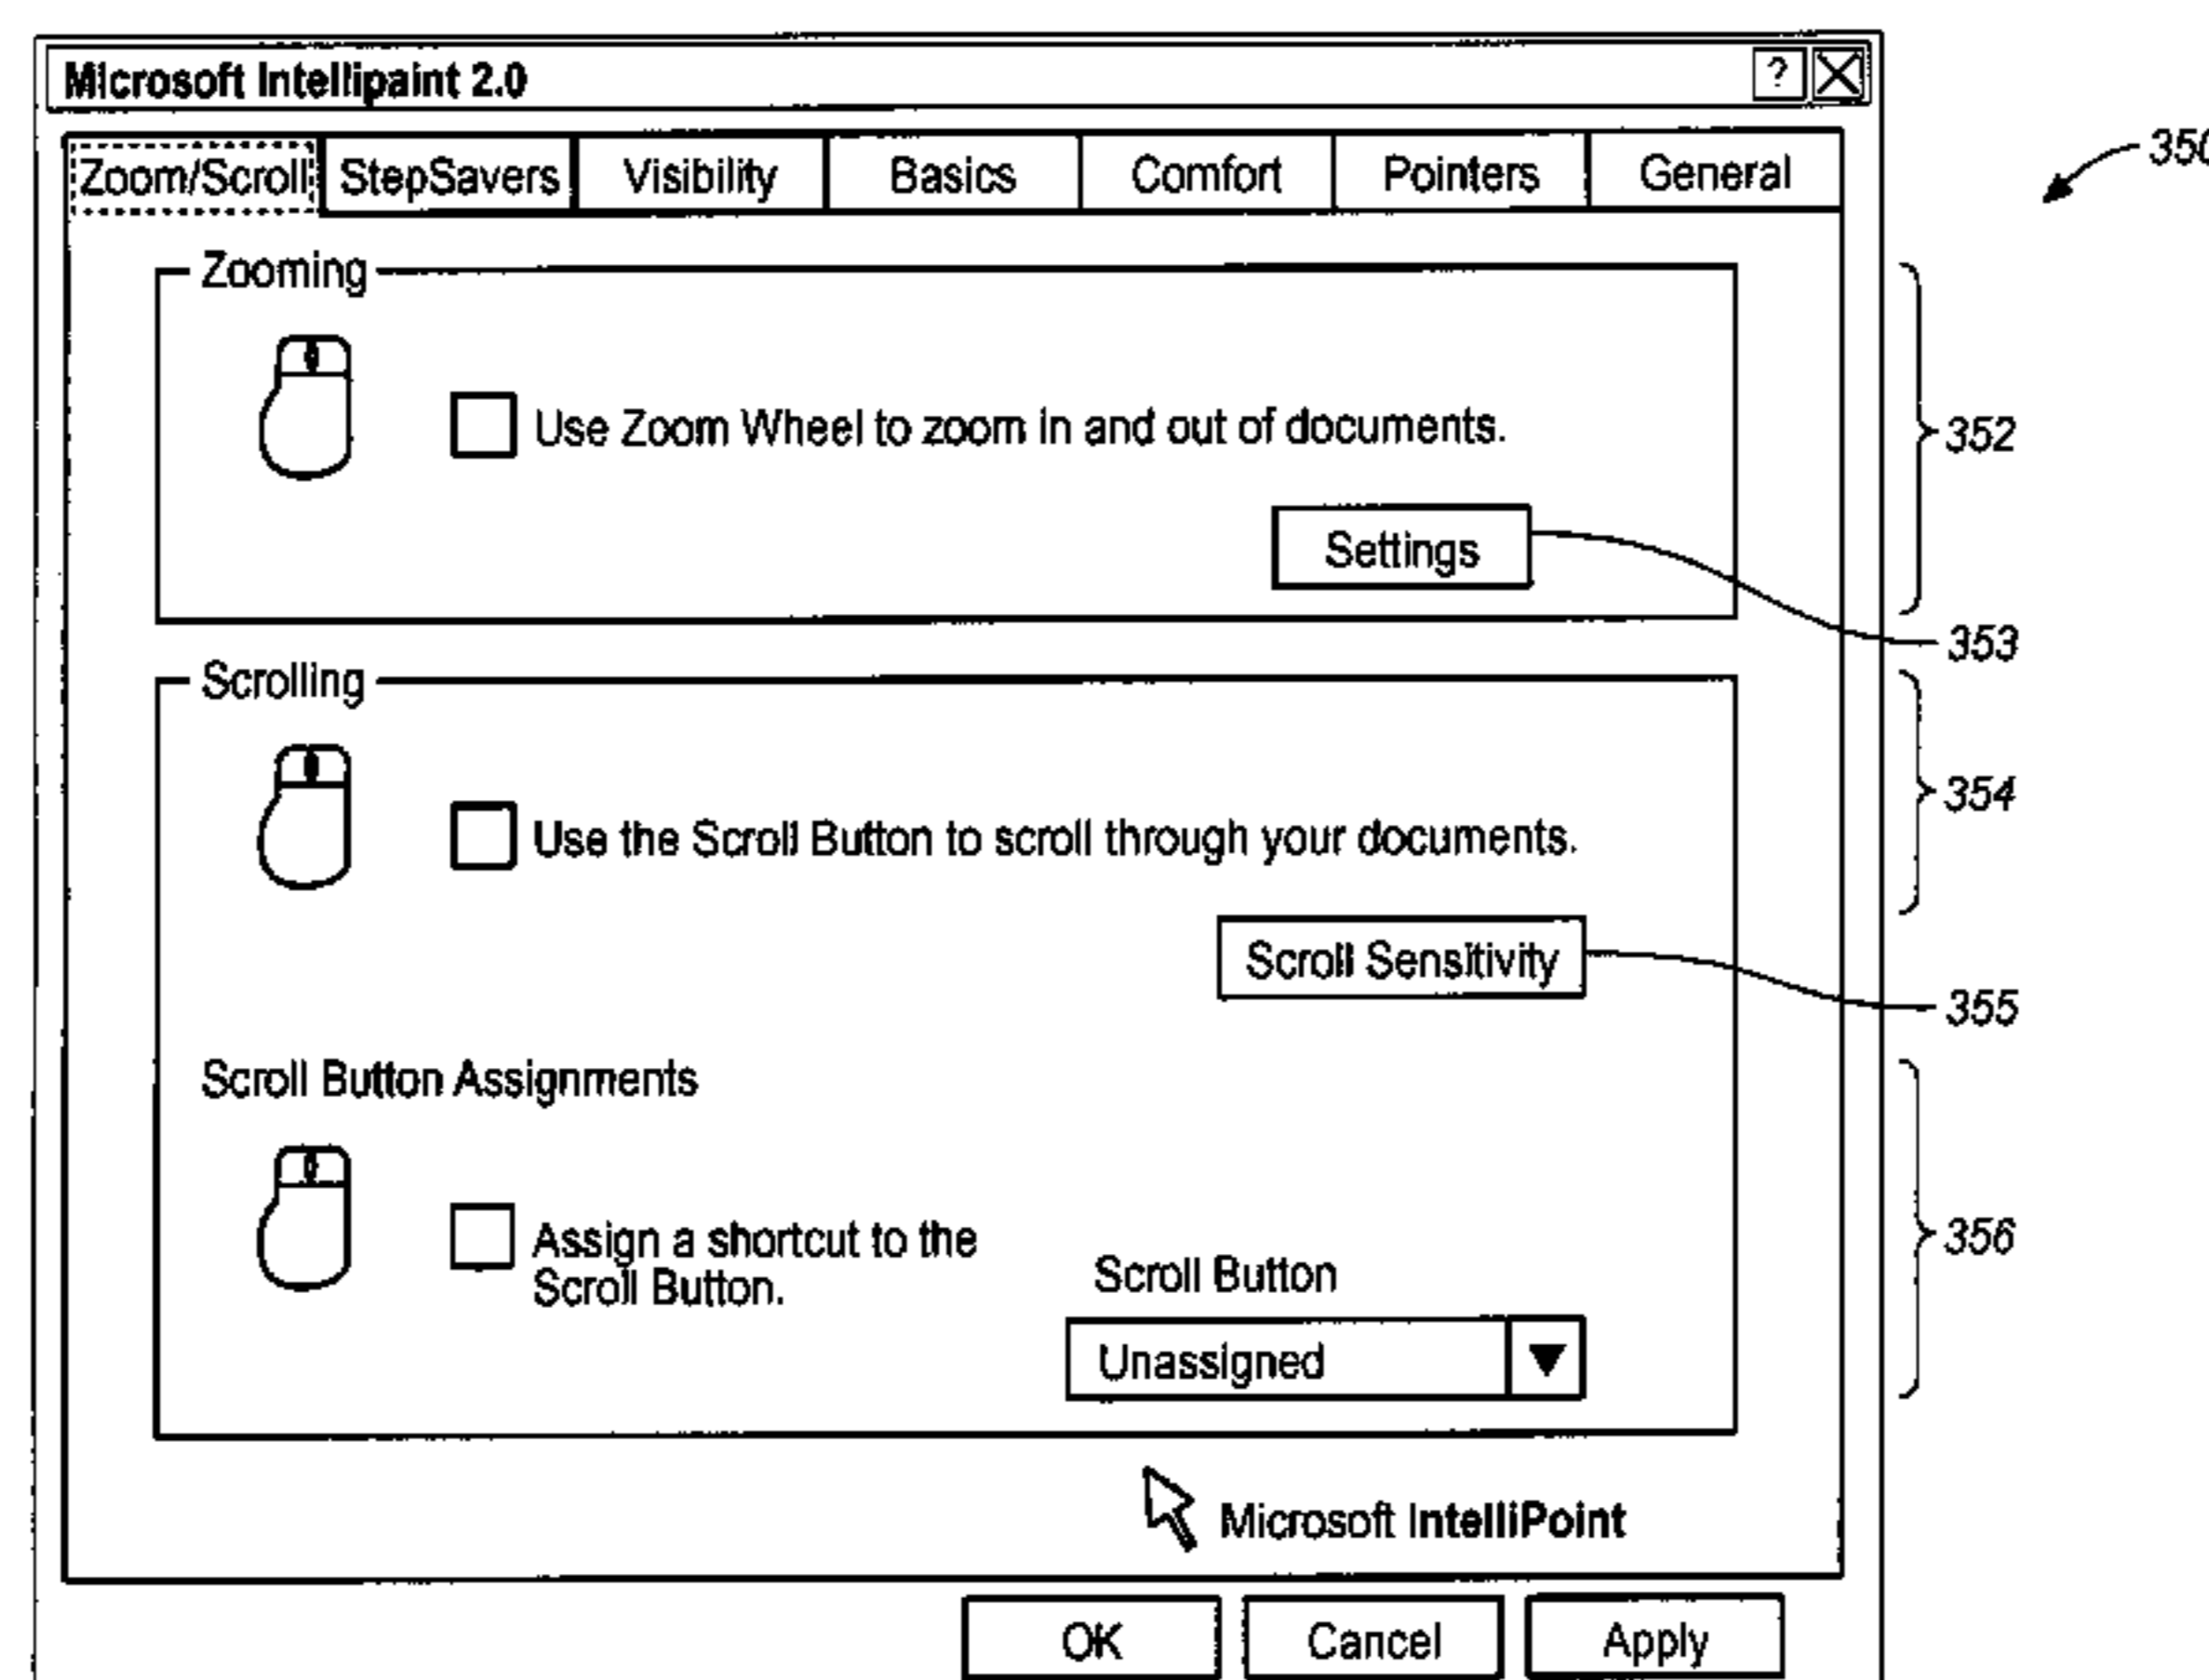 Microsoft Intellipaint 2.0 ?
Zoom/Scroll StepSavers Visibility Basics Comfort Pointers General
350
Zooming
Use Zoom Wheel to zoom in and out of documents.
352
Settings
353
Scrolling
Use the Scroll Button to scroll through your documents.
354
Scroll Sensitivity
355
Scroll Button Assignments
Assign a shortcut to the
Scroll Button.
Scroll Button
356
Unassigned
Microsoft IntelliPoint
OK Cancel Apply